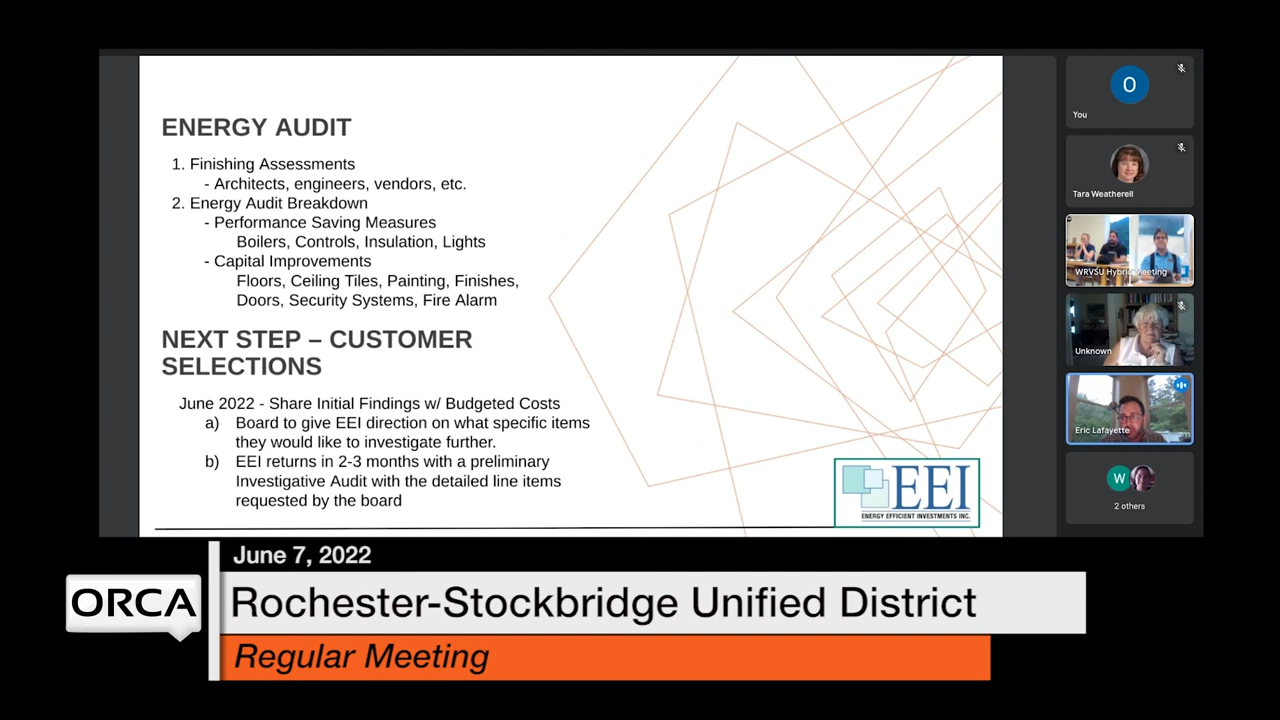 ENERGY AUDIT
1. Finishing Assessments
- Architects, engineers, vendors, etc.
2. Energy Audit Breakdown
- Performance Saving Measures
Boilers, Controls, Insulation, Lights
- Capital Improvements
Floors, Ceiling Tiles, Painting, Finishes,
Doors, Security Systems, Fire Alarm
NEXT STEP – CUSTOMER
SELECTIONS
June 2022 - Share Initial Findings w/ Budgeted Costs
a) Board to give EEI direction on what specific items
they would like to investigate further.
b) EEI returns in 2-3 months with a preliminary
Investigative Audit with the detailed line items
requested by the board
EEI
ENERGY EFFICIENT INVESTMENTS INC.
O
You
Tara Weatherell
WRVSU Hybrid Meeting
Unknown
Eric Lafayette
W
2 others
June 7, 2022
ORCA
Rochester-Stockbridge Unified District
Regular Meeting